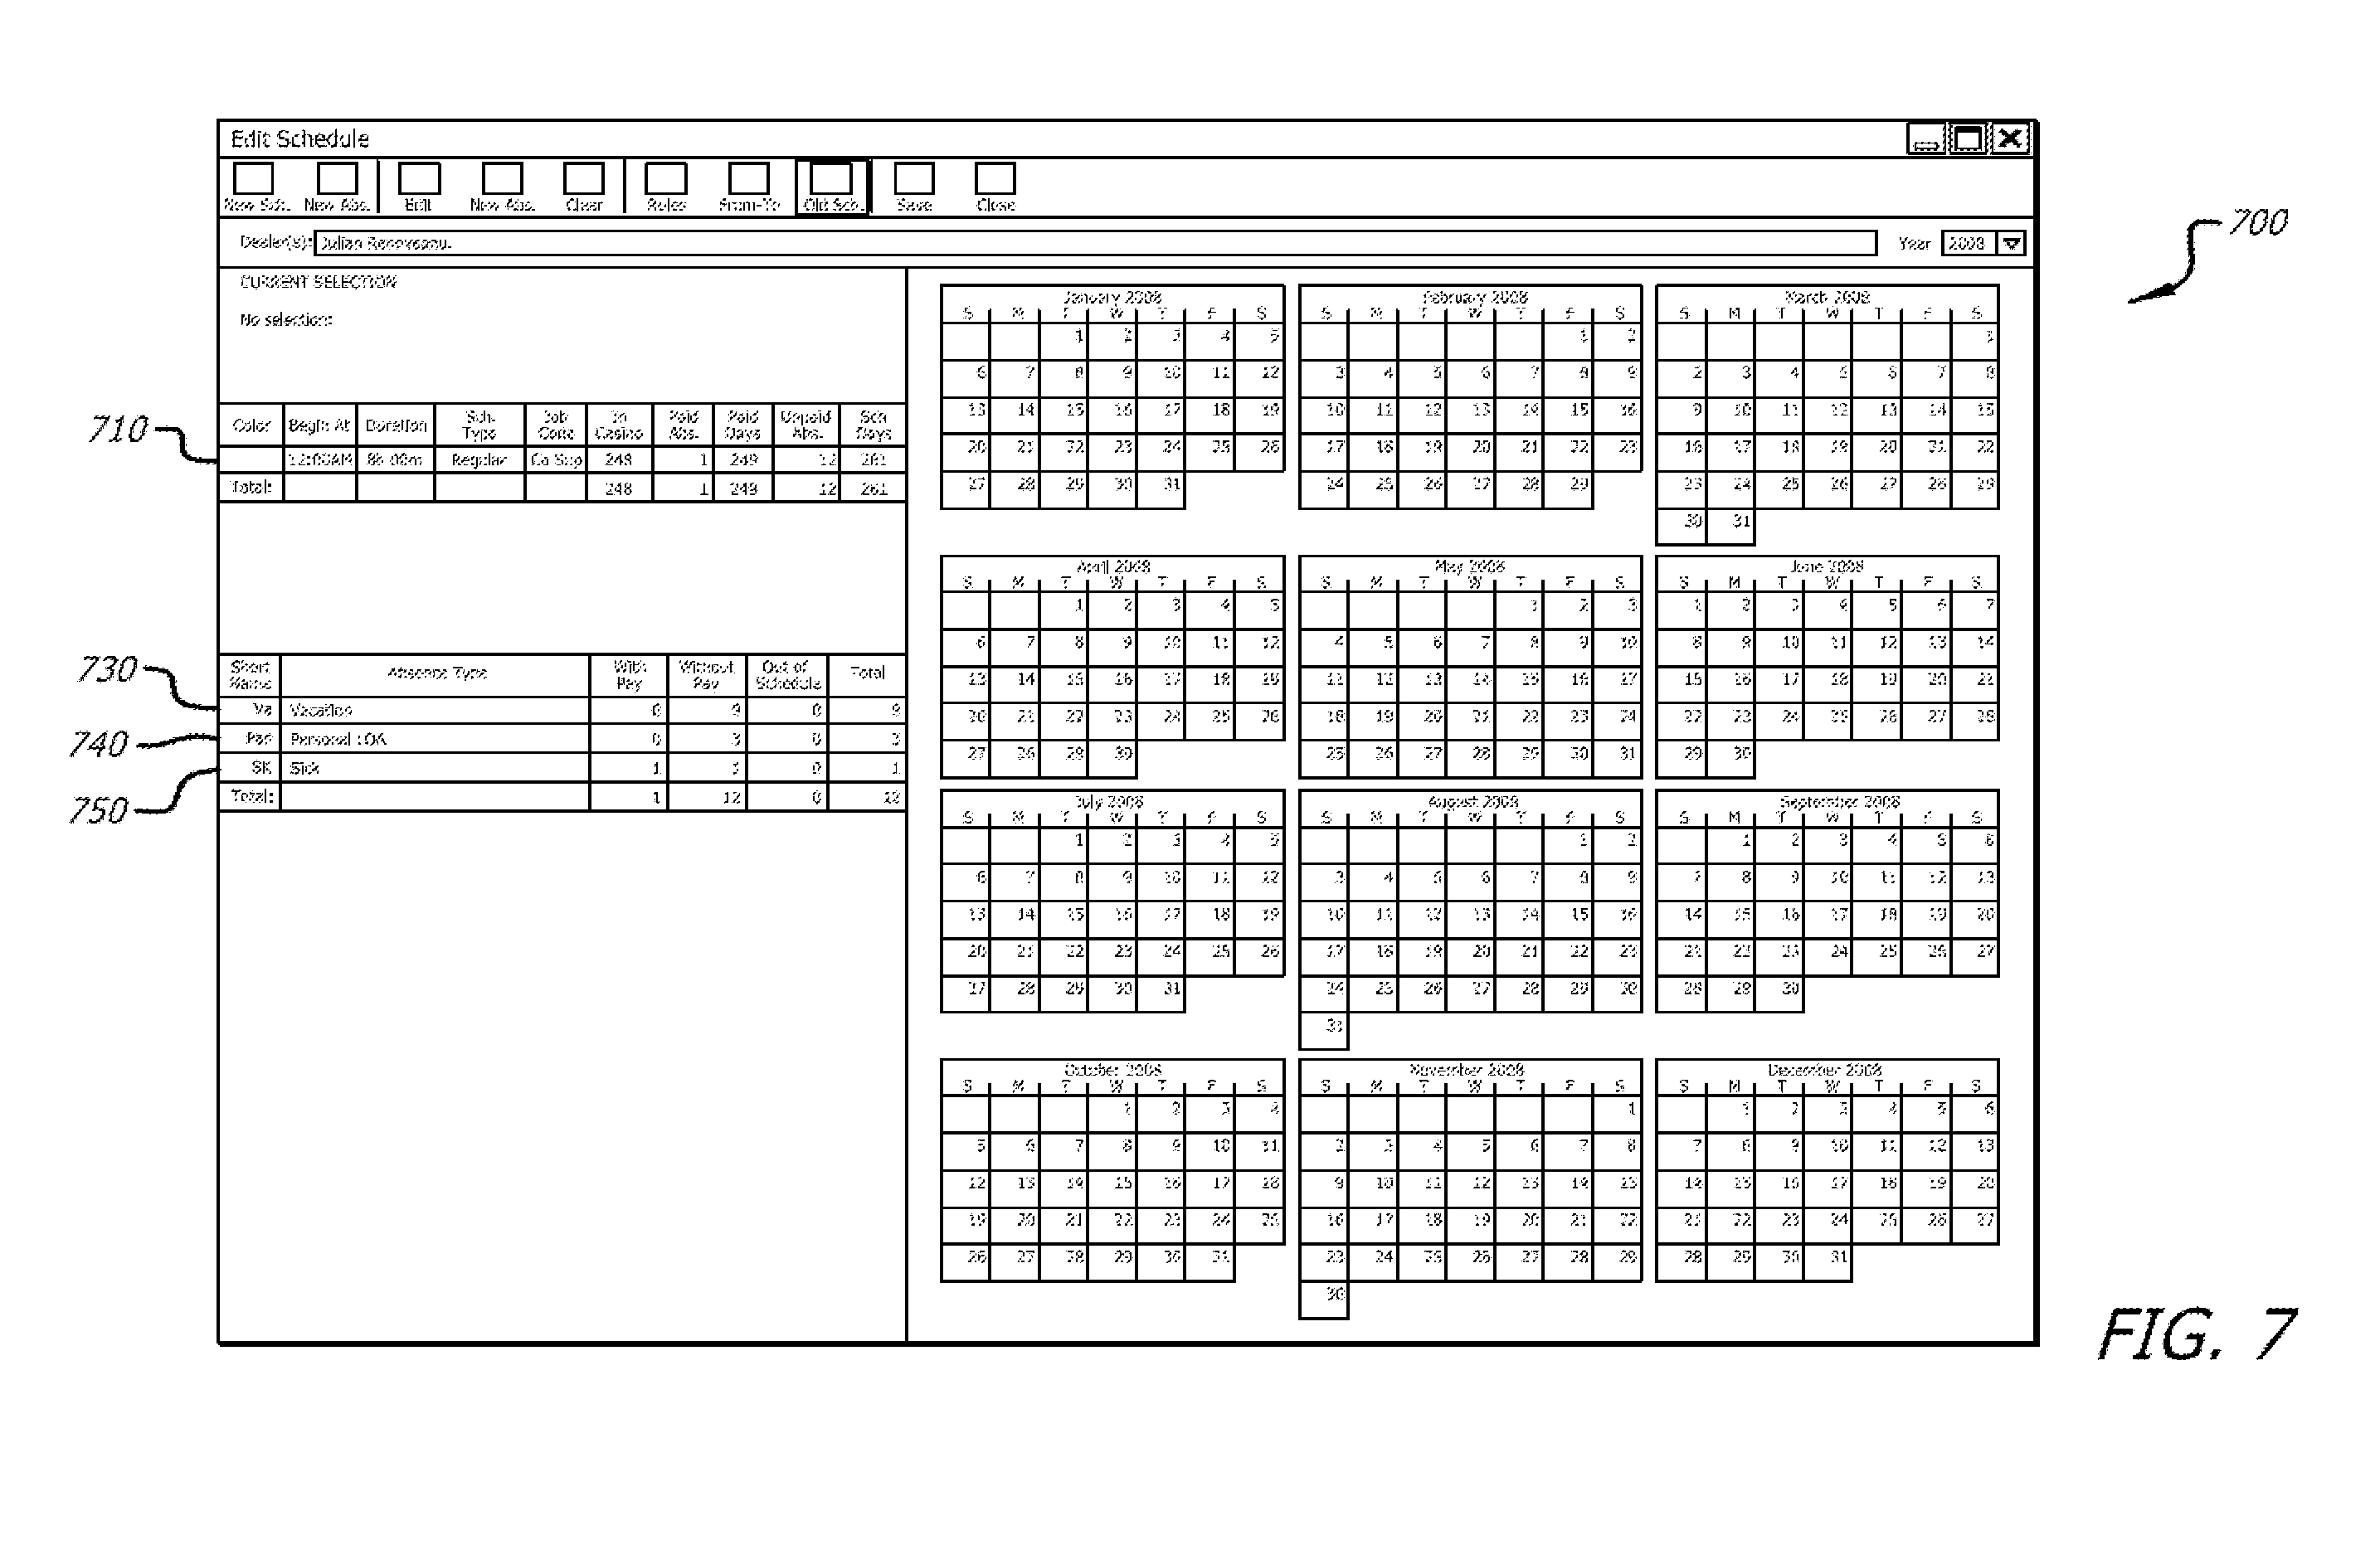 Edit Schedule
New Sch. New Abs. Edit New Abs. Clear Rules From-To Old Sch. Save Close
Dealer(s): Julian Year 2008
700
CURRENT SELECTION
No selection:
710
Color Begin At Duration Sch. Type Job Code In Casino Paid Abs. Paid Days Unpaid Abs. Sch Days
12:00AM 8h 00m Regular Ca Sup 248 1 249 12 261
Total: 248 1 249 12 261
730
740
750
Short Name Absence Type With Pay Without Pay Out of Schedule Total
Va Vacation 0 9 0 9
Personal LOA 0 3 0 3
SK Sick 1 0 1
Total: 1 12 0
January 2008
S M T W T F S
1 2 3 4 5
6 7 8 9 10 11 12
13 14 15 16 17 18 19
20 21 22 23 24 25 26
27 28 29 30 31
February 2008
S M T W T F S
1 2
3 4 5 6 7 8 9
10 11 12 13 14 15 16
17 18 19 20 21 22 23
24 25 26 27 28 29
March 2008
S M T W T F S
1
2 3 4 5 6 7 8
9 10 11 12 13 14 15
16 17 18 19 20 21 22
23 24 25 26 27 28 29
30 31
April 2008
S M T W T F S
1 2 3 4 5
6 7 8 9 10 11 12
13 14 15 16 17 18 19
20 21 22 23 24 25 26
27 28 29 30
May 2008
S M T W T F S
1 2 3
4 5 6 7 8 9 10
11 12 13 14 15 16 17
18 19 20 21 22 23 24
25 26 27 28 29 30 31
June 2008
S M T W T F S
1 2 3 4 5 6 7
8 9 10 11 12 13 14
15 16 17 18 19 20 21
22 23 24 25 26 27 28
29 30
July 2008
S M T W T F S
1 2 3 4 5
6 7 8 9 10 11 12
13 14 15 16 17 18 19
20 21 22 23 24 25 26
27 28 29 30 31
August 2008
S M T W T F S
1 2
3 4 5 6 7 8 9
10 11 12 13 14 15 16
17 18 19 20 21 22 23
24 25 26 27 28 29 30
31
September 2008
S M T W T F S
1 2 3 4 5 6
7 8 9 10 11 12 13
14 15 16 17 18 19 20
21 22 23 24 25 26 27
28 29 30
October 2008
S M T W T F S
1 2 3 4
5 6 7 8 9 10 11
12 13 14 15 16 17 18
19 20 21 22 23 24 25
26 27 28 29 30 31
November 2008
S M T W T F S
1
2 3 4 5 6 7 8
9 10 11 12 13 14 15
16 17 18 19 20 21 22
23 24 25 26 27 28 29
30
December 2008
S M T W T F S
1 2 3 4 5 6
7 8 9 10 11 12 13
14 15 16 17 18 19 20
21 22 23 24 25 26 27
28 29 30 31
FIG. 7